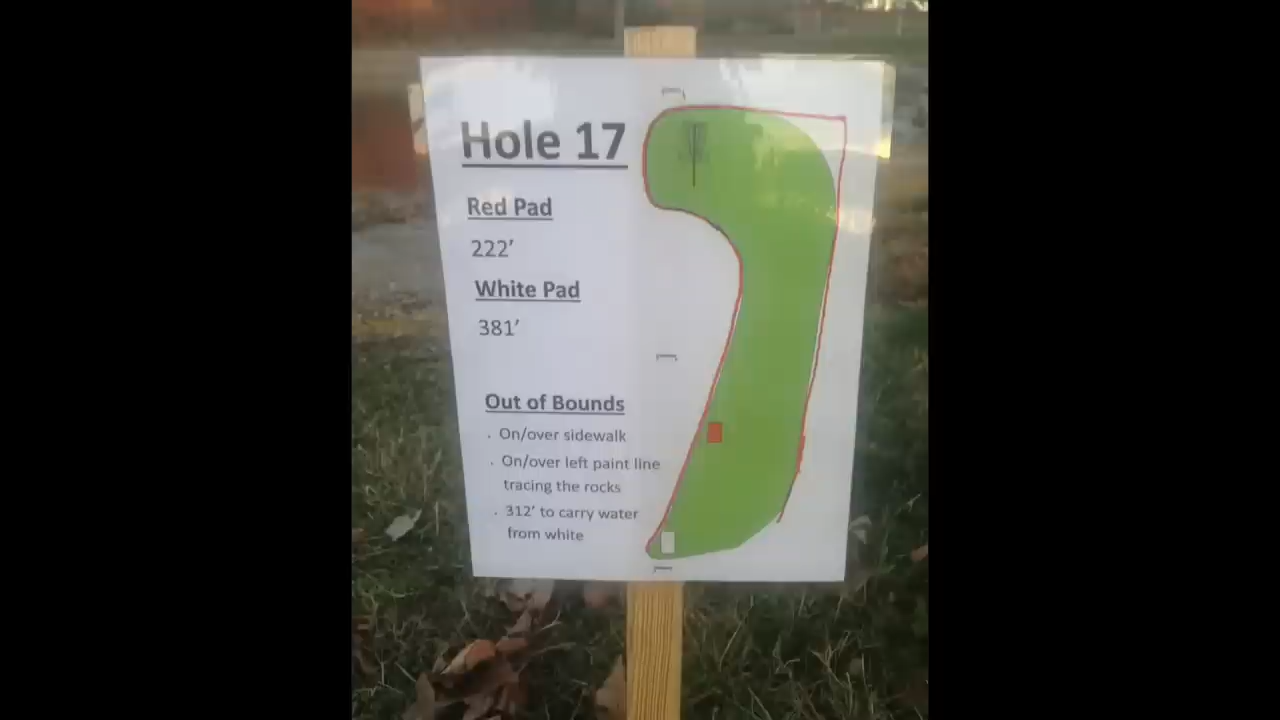 Hole 17
Red Pad
222’
White Pad
381’
Out of Bounds
· On/over sidewalk
· On/over left paint line
tracing the rocks
· 312’ to carry water
from white